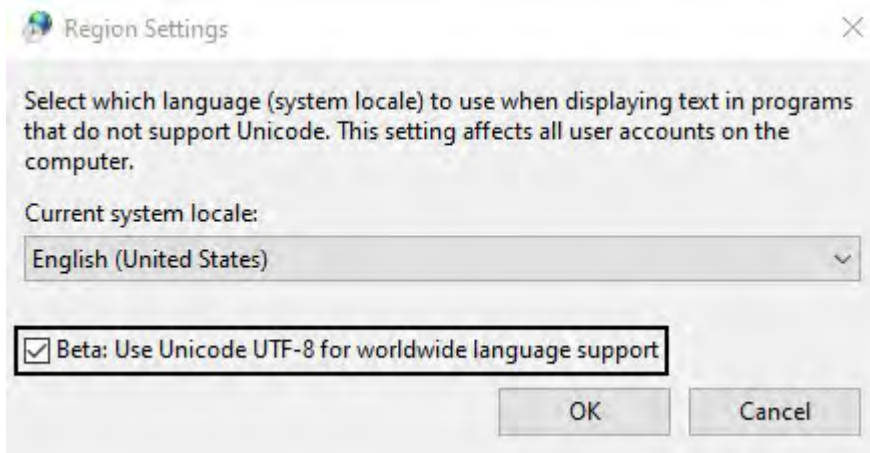 Region Settings
Select which language (system locale) to use when displaying text in programs
that do not support Unicode. This setting affects all user accounts on the
computer.
Current system locale:
English (United States)
Beta: Use Unicode UTF-8 for worldwide language support
OK Cancel